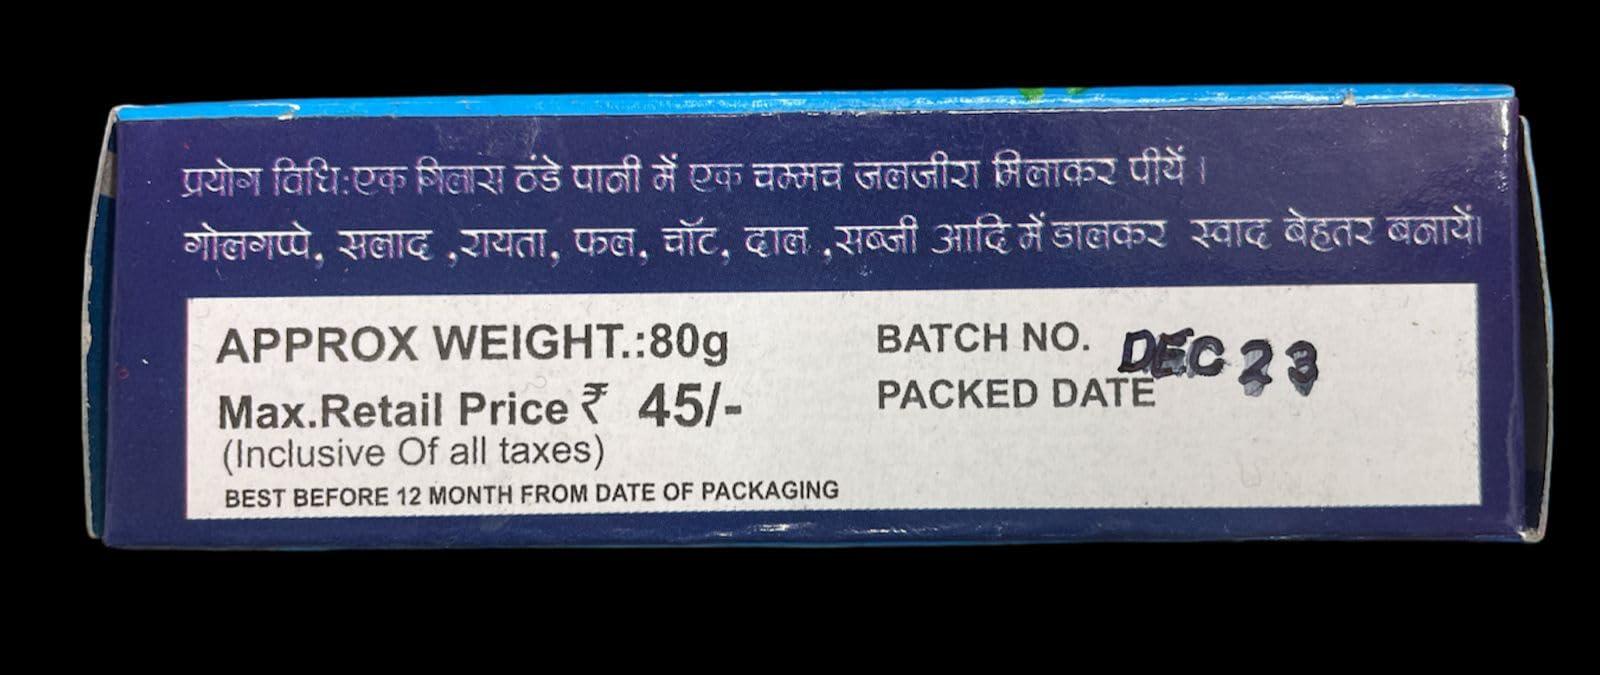 प्रयोग विधि:एक गिलास ठंडे पानी में एक चम्मच जलजीरा मिलाकर पीयें।
गोलगप्पे, सलाद ,रायता, फल, चॉट, दाल ,सब्जी आदि में डालकर स्वाद बेहतर बनायें।
APPROX WEIGHT.:80g
Max.Retail Price ₹ 45/-
(Inclusive Of all taxes)
BEST BEFORE 12 MONTH FROM DATE OF PACKAGING
BATCH NO.
DEC 23
PACKED DATE